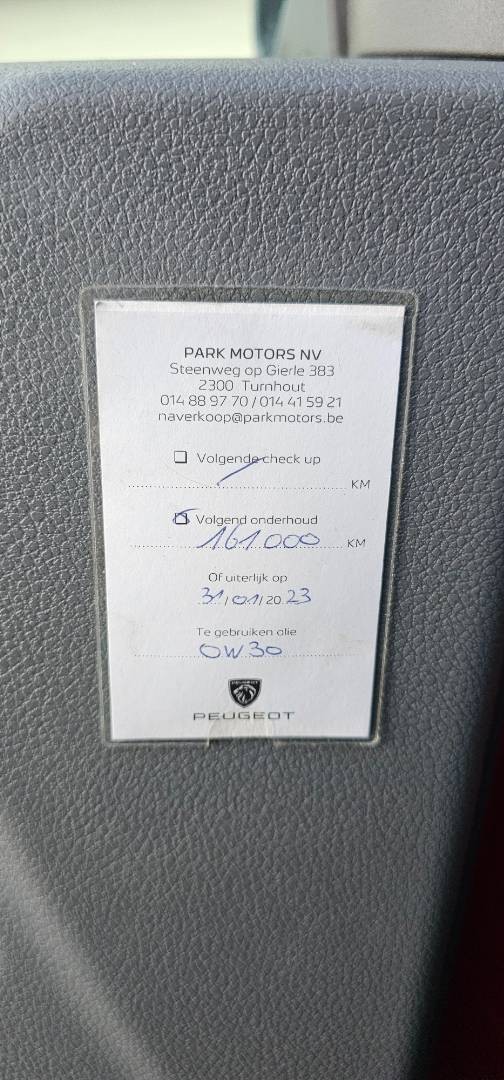 PARK MOTORS NV
Steenweg op Gierle 383
2300 Turnhout
014 88 97 70 / 014 41 59 21
naverkoop@parkmotors.be
Volgende check up
KM
Volgend onderhoud
161.000 KM
Of uiterlijk op
31/01/2023
Te gebruiken olie
0W30
PEUGEOT